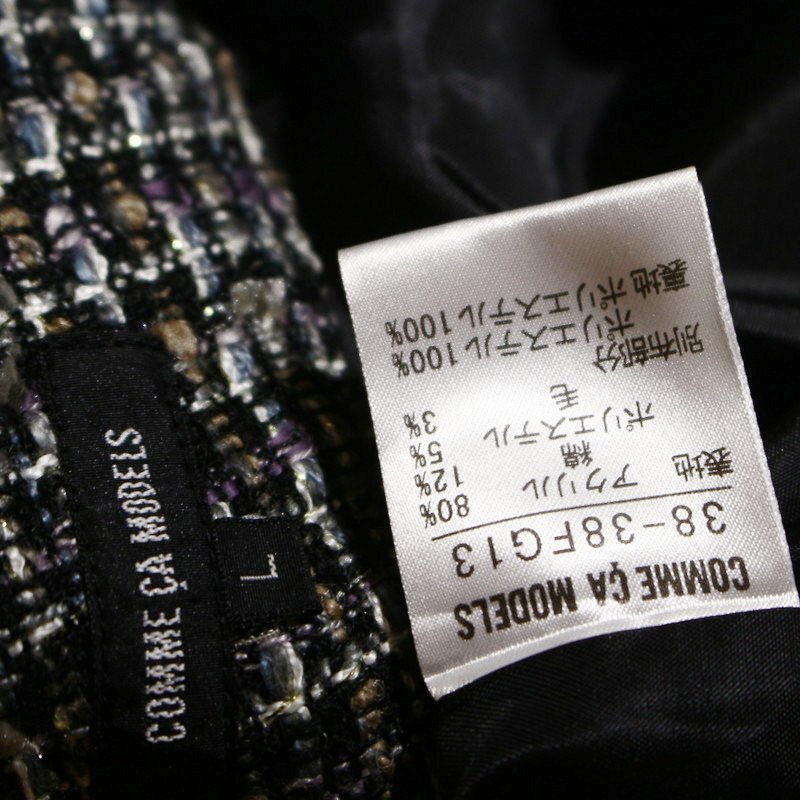 COMME ÇA MODELS
L
COMME ÇA MODELS
38-38FG13
表地 アクリル 80%
綿 12%
ポリエステル 5%
毛 3%
別布部分
ポリエステル100%
裏地 ポリエステル100%